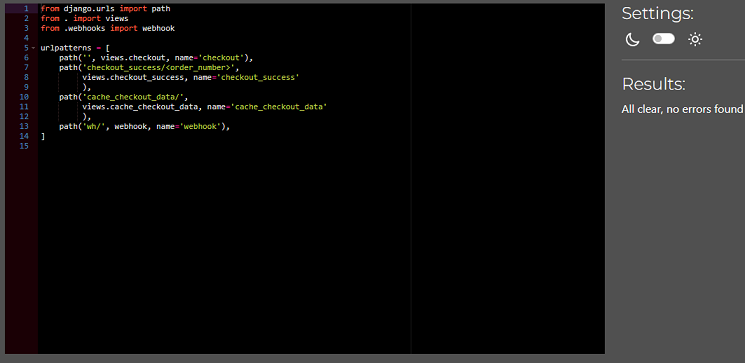 1 from django.urls import path
2 from . import views
3 from .webhooks import webhook
4
5 urlpatterns = [
6     path('', views.checkout, name='checkout'),
7     path('checkout_success/<order_number>',
8          views.checkout_success, name='checkout_success'
9          ),
10     path('cache_checkout_data/',
11          views.cache_checkout_data, name='cache_checkout_data'
12          ),
13     path('wh/', webhook, name='webhook'),
14 ]
15
Settings:
Results:
All clear, no errors found